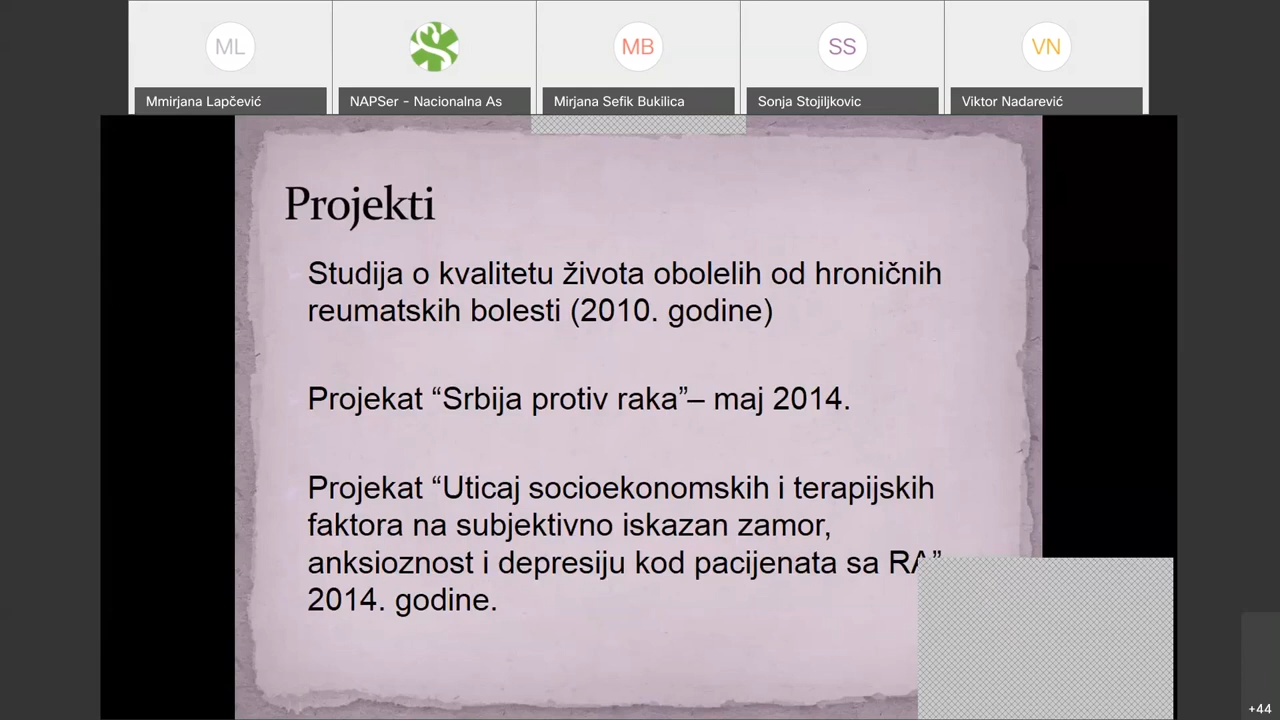 ML
MB
SS
VN
Mmirjana Lapčević
NAPSer - Nacionalna As
Mirjana Sefik Bukilica
Sonja Stojiljkovic
Viktor Nadarević
Projekti
Studija o kvalitetu života obolelih od hroničnih
reumatskih bolesti (2010. godine)
Projekat “Srbija protiv raka”– maj 2014.
Projekat “Uticaj socioekonomskih i terapijskih
faktora na subjektivno iskazan zamor,
anksioznost i depresiju kod pacijenata sa RA”
2014. godine.
+44